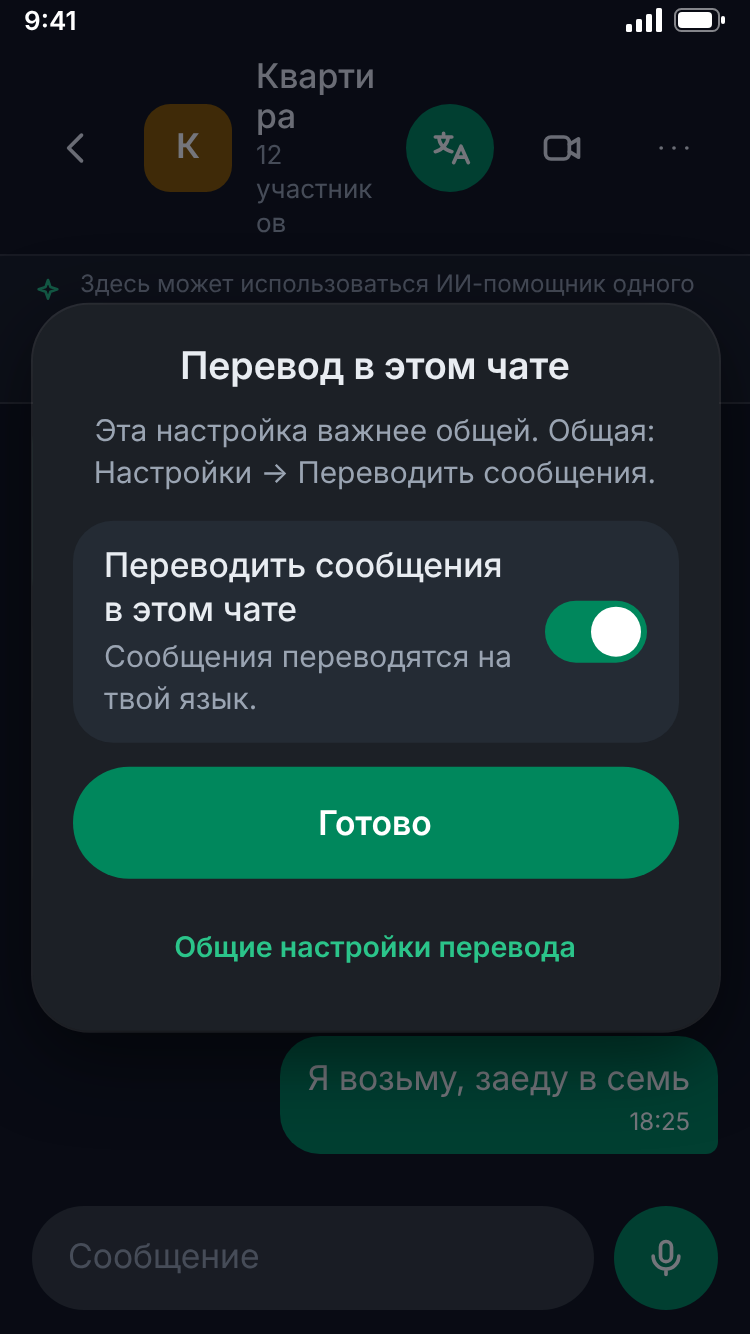 9:41
Кварти
ра
К
12
участник
ов
Здесь может использоваться ИИ-помощник одного
Перевод в этом чате
Эта настройка важнее общей. Общая:
Настройки → Переводить сообщения.
Переводить сообщения
в этом чате
Сообщения переводятся на
твой язык.
Готово
Общие настройки перевода
Я возьму, заеду в семь
18:25
Сообщение